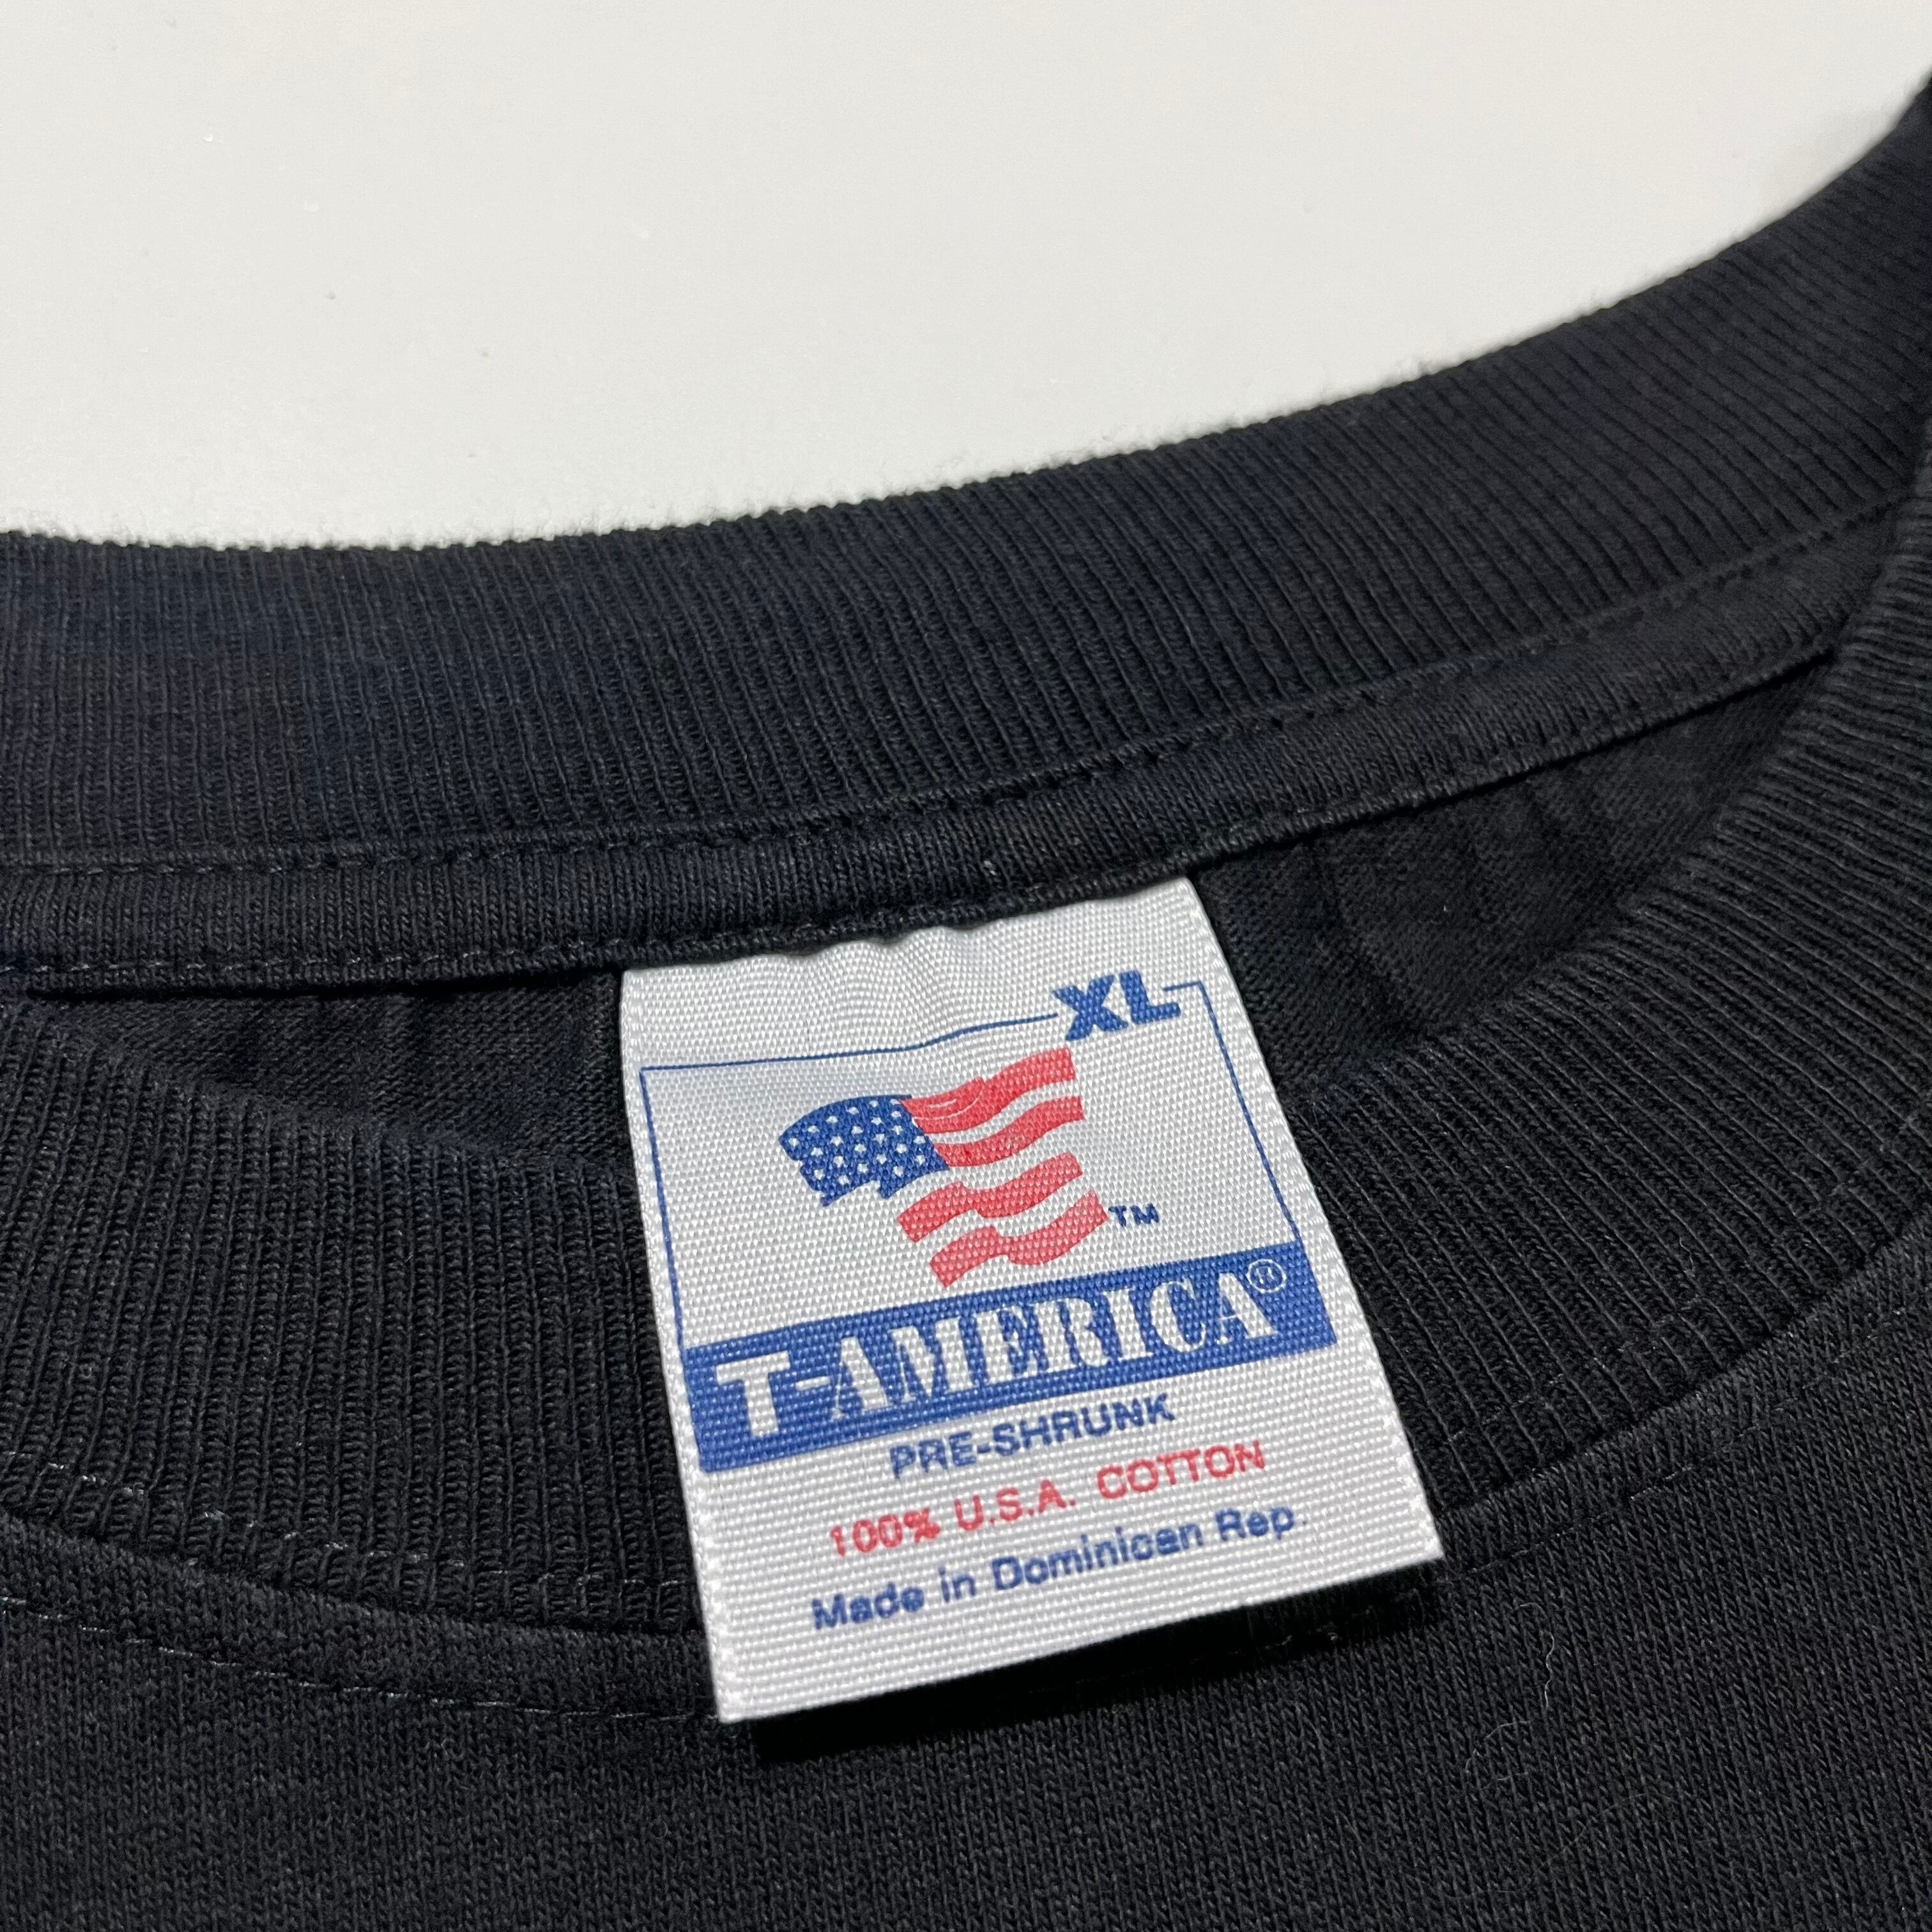 XL
TM
T-AMERICA®
PRE-SHRUNK
100% U.S.A. COTTON
Made in Dominican Rep.